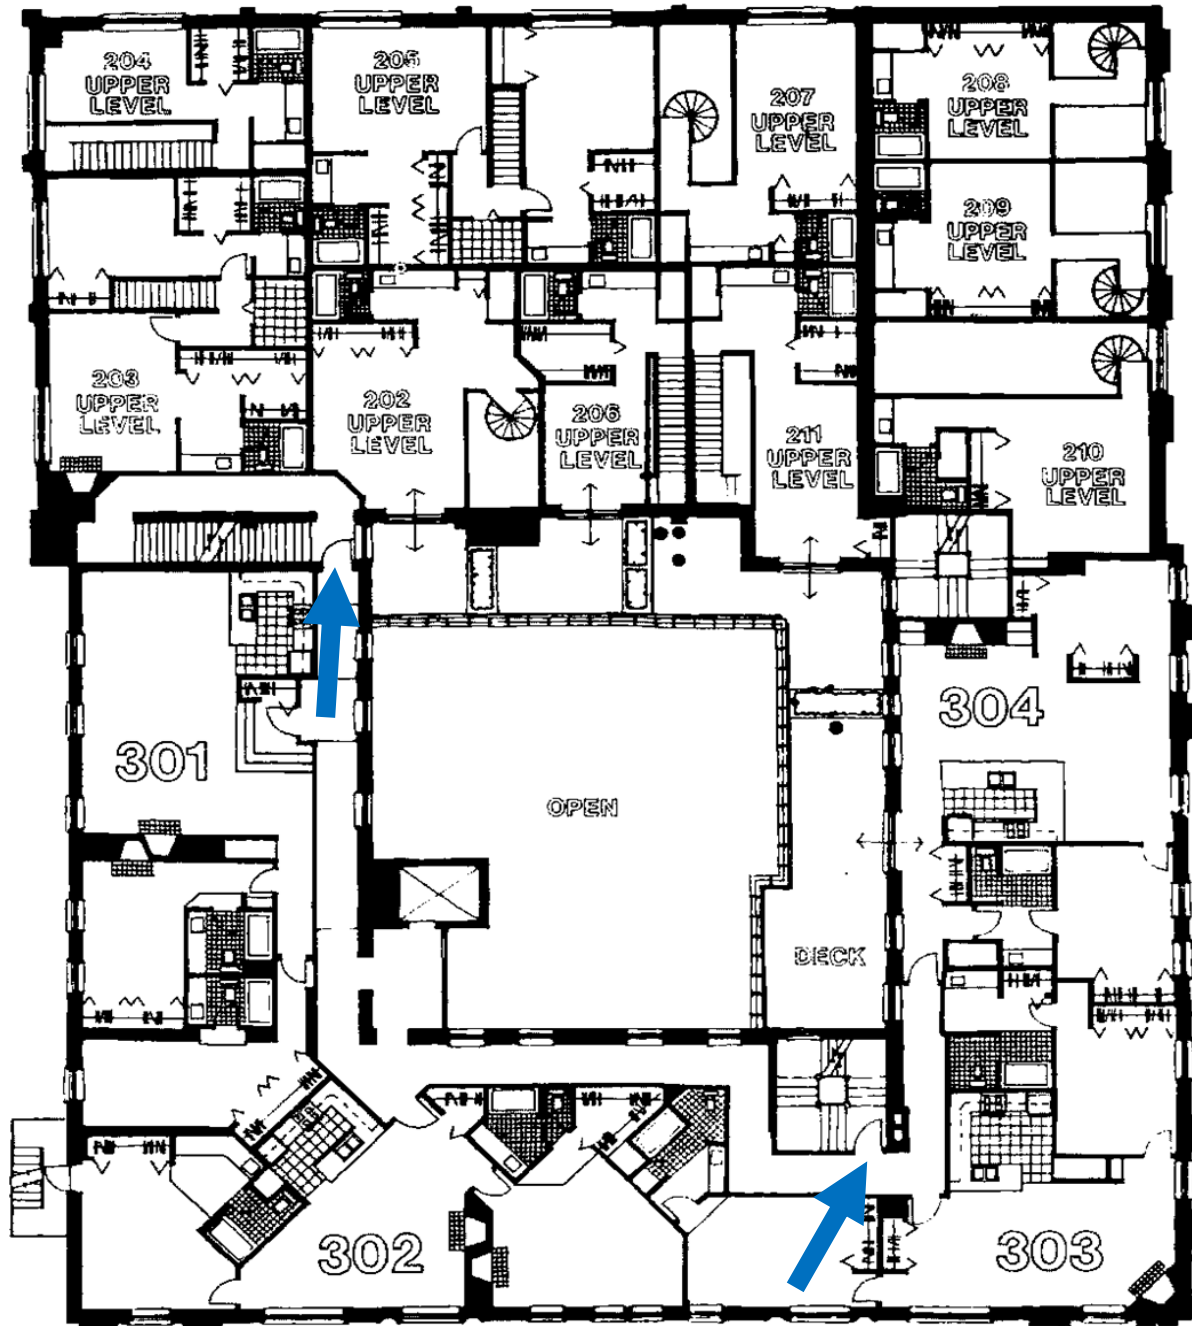 204
UPPER
LEVEL
205
UPPER
LEVEL
207
UPPER
LEVEL
208
UPPER
LEVEL
209
UPPER
LEVEL
203
UPPER
LEVEL
202
UPPER
LEVEL
206
UPPER
LEVEL
211
UPPER
LEVEL
210
UPPER
LEVEL
301
304
OPEN
DECK
302
303